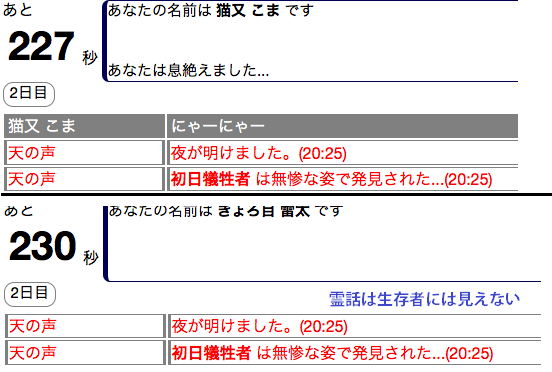 あと
227 秒
2日目
あなたの名前は 猫又 こま です
あなたは息絶えました...
猫又 こま にゃーにゃー
天の声 夜が明けました。(20:25)
天の声 初日犠牲者 は無惨な姿で発見された...(20:25)
あと
230 秒
2日目
あなたの名前は きょろ目 雷太 です
霊話は生存者には見えない
天の声 夜が明けました。(20:25)
天の声 初日犠牲者 は無惨な姿で発見された...(20:25)